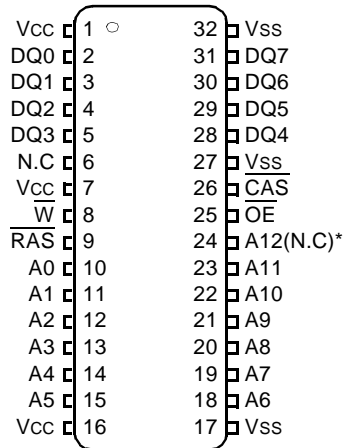 Vcc 1 32 Vss
DQ0 2 31 DQ7
DQ1 3 30 DQ6
DQ2 4 29 DQ5
DQ3 5 28 DQ4
N.C 6 27 Vss
Vcc 7 26 C̅A̅S̅
W̅ 8 25 O̅E̅
R̅A̅S̅ 9 24 A12(N.C)*
A0 10 23 A11
A1 11 22 A10
A2 12 21 A9
A3 13 20 A8
A4 14 19 A7
A5 15 18 A6
Vcc 16 17 Vss